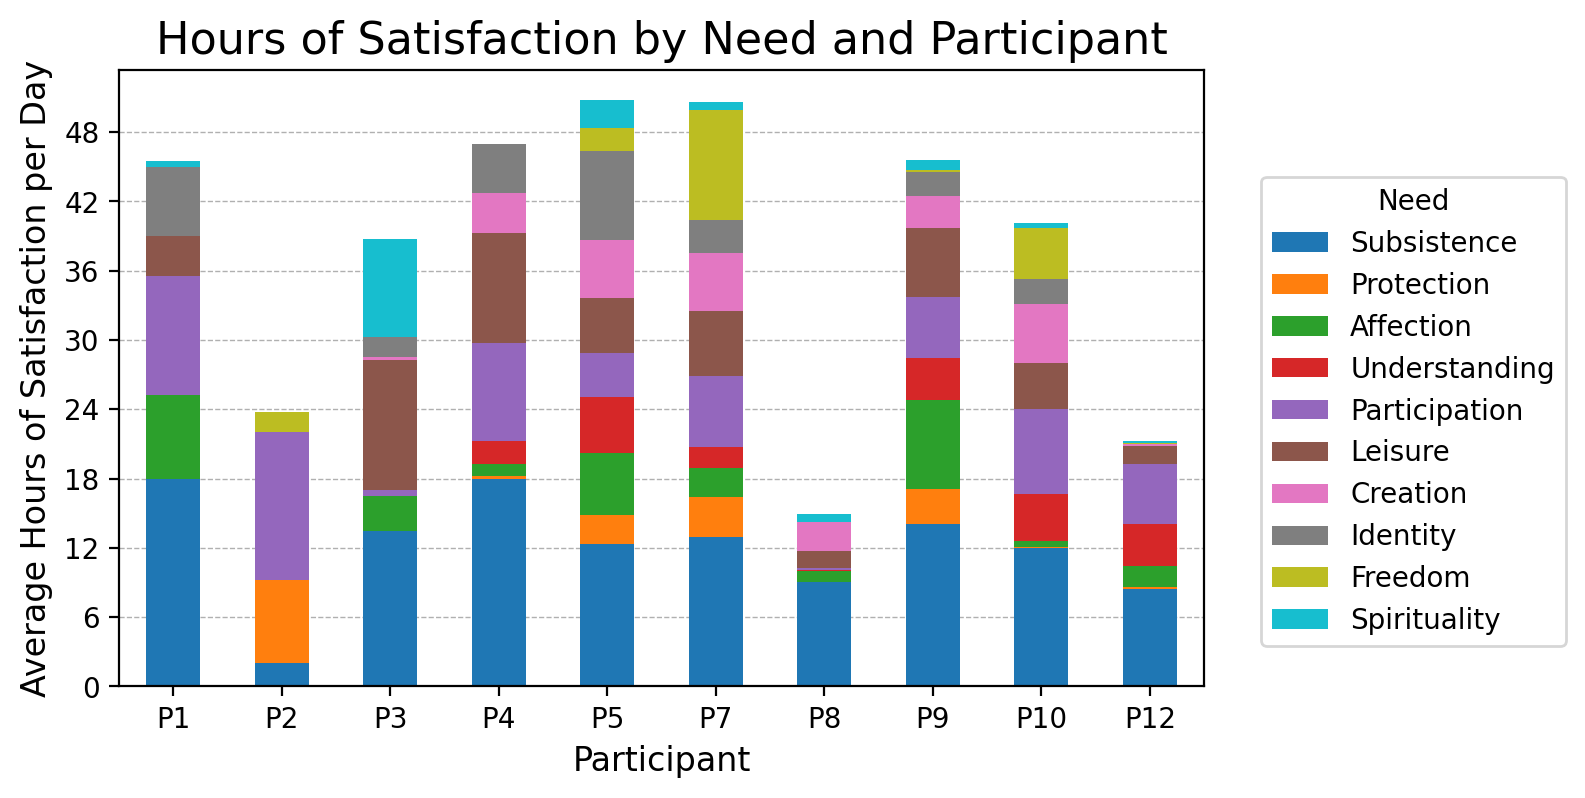 Hours of Satisfaction by Need and Participant
Average Hours of Satisfaction per Day
48
42
36
30
24
18
12
6
0
P1 P2 P3 P4 P5 P7 P8 P9 P10 P12
Participant
Need
Subsistence
Protection
Affection
Understanding
Participation
Leisure
Creation
Identity
Freedom
Spirituality